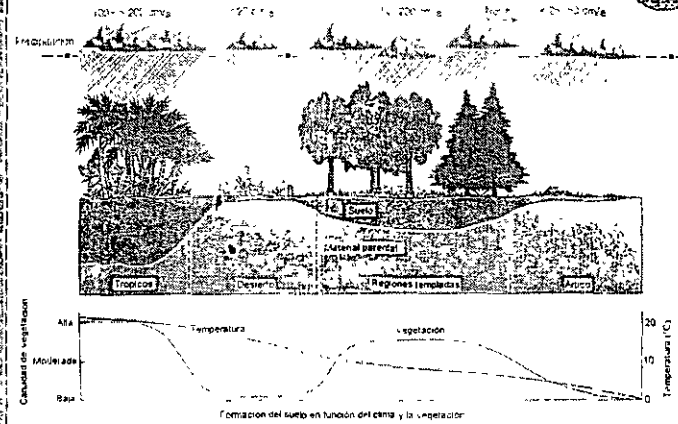 Precipitación
Suelo
Material parental
Trópicos
Desierto
Regiones templadas
Ártico
Cantidad de vegetación
Alta
Moderada
Baja
Temperatura
Vegetación
20
10
0
Temperatura (°C)
Formación del suelo en función del clima y la vegetación